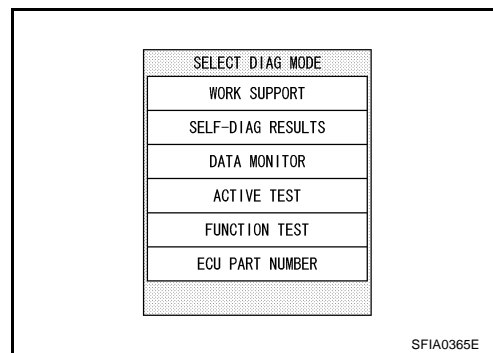 SELECT DIAG MODE
WORK SUPPORT
SELF-DIAG RESULTS
DATA MONITOR
ACTIVE TEST
FUNCTION TEST
ECU PART NUMBER
SFIA0365E